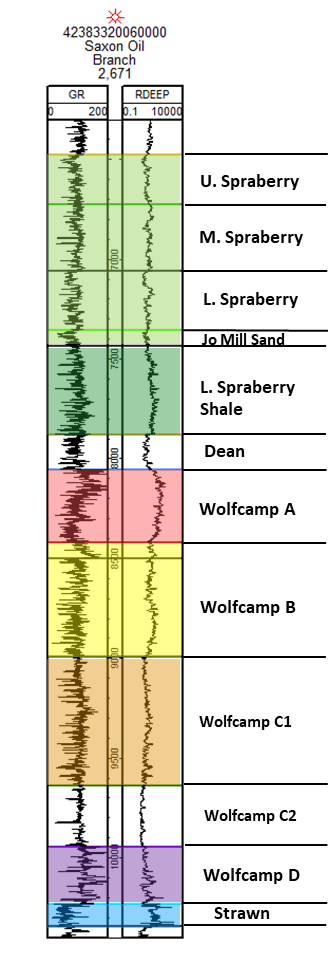 42383320060000
Saxon Oil
Branch
2,671
GR RDEEP
0 200 0.1 10000
U. Spraberry
M. Spraberry
7000
L. Spraberry
Jo Mill Sand
7500
L. Spraberry
Shale
Dean
8000
Wolfcamp A
8500
Wolfcamp B
9000
Wolfcamp C1
9500
Wolfcamp C2
10000
Wolfcamp D
Strawn